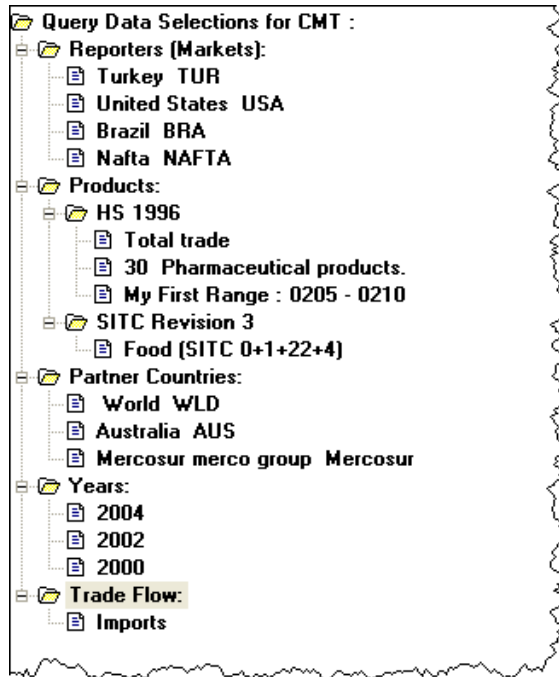 Query Data Selections for CMT :
Reporters (Markets):
Turkey TUR
United States USA
Brazil BRA
Nafta NAFTA
Products:
HS 1996
Total trade
30 Pharmaceutical products.
My First Range : 0205 - 0210
SITC Revision 3
Food (SITC 0+1+22+4)
Partner Countries:
World WLD
Australia AUS
Mercosur merco group Mercosur
Years:
2004
2002
2000
Trade Flow:
Imports